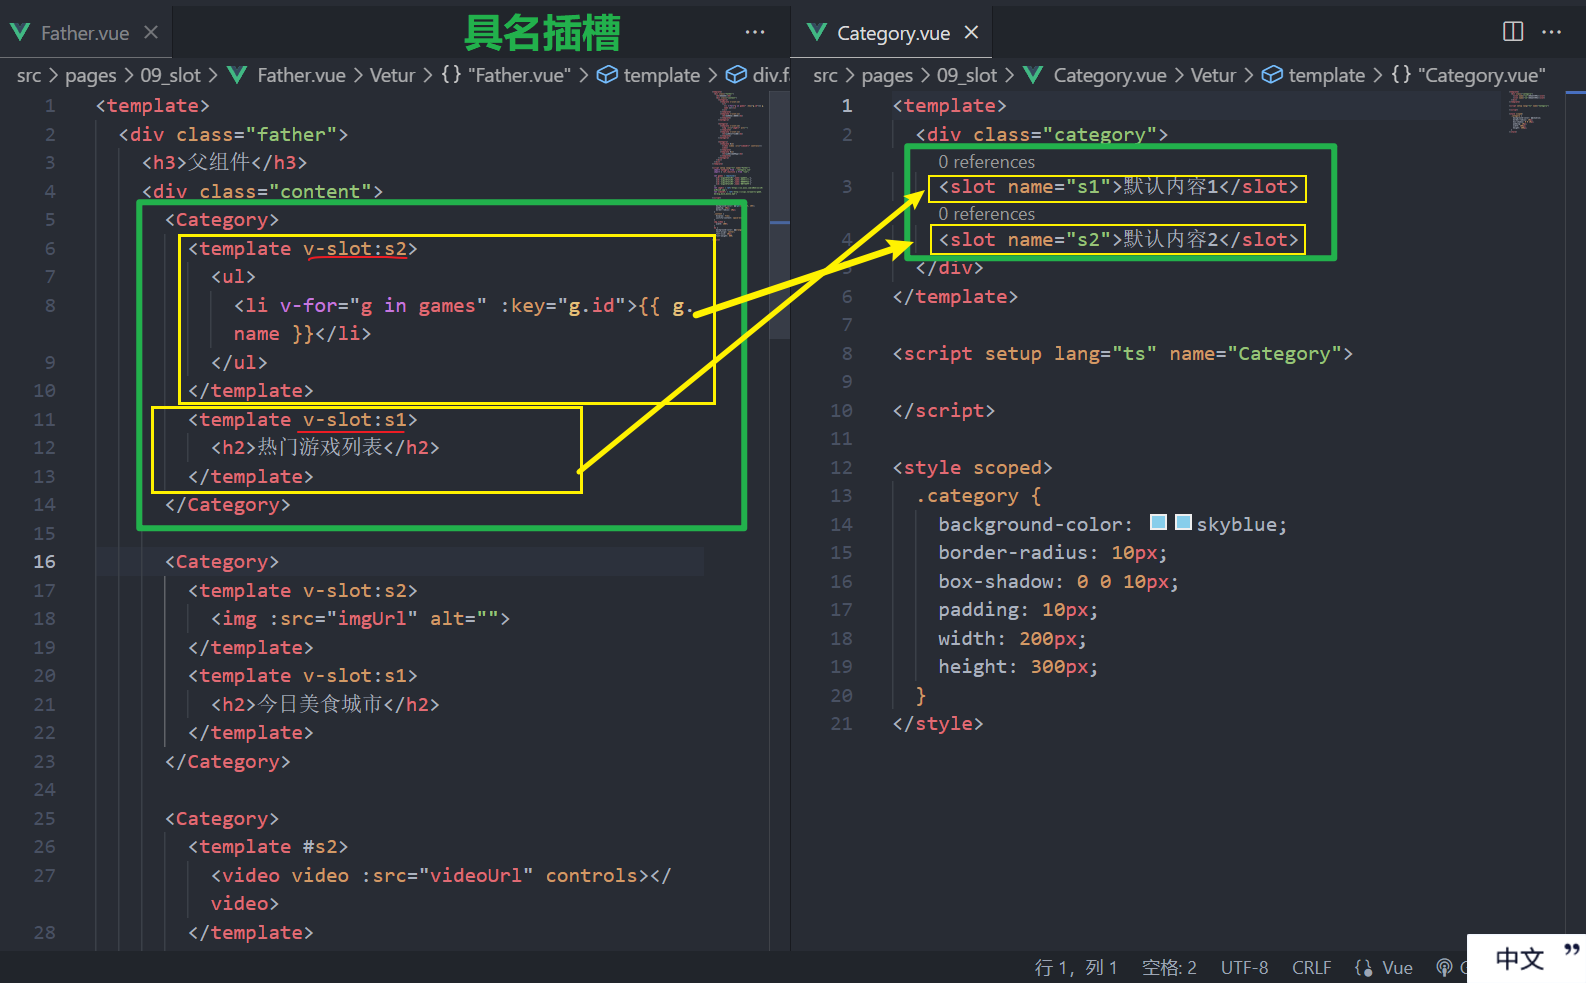 Father.vue
具名插槽
src > pages > 09_slot > Father.vue > Vetur > {} "Father.vue" > template > div.f
1 <template>
2 <div class="father">
3 <h3>父组件</h3>
4 <div class="content">
5 <Category>
6 <template v-slot:s2>
7 <ul>
8 <li v-for="g in games" :key="g.id">{{ g.
name }}</li>
9 </ul>
10 </template>
11 <template v-slot:s1>
12 <h2>热门游戏列表</h2>
13 </template>
14 </Category>
15
16 <Category>
17 <template v-slot:s2>
18 <img :src="imgUrl" alt="">
19 </template>
20 <template v-slot:s1>
21 <h2>今日美食城市</h2>
22 </template>
23 </Category>
24
25 <Category>
26 <template #s2>
27 <video video :src="videoUrl" controls></
video>
28 </template>
Category.vue
src > pages > 09_slot > Category.vue > Vetur > template > {} "Category.vue"
1 <template>
2 <div class="category">
0 references
3 <slot name="s1">默认内容1</slot>
0 references
4 <slot name="s2">默认内容2</slot>
5 </div>
6 </template>
7
8 <script setup lang="ts" name="Category">
9
10 </script>
11
12 <style scoped>
13 .category {
14 background-color: skyblue;
15 border-radius: 10px;
16 box-shadow: 0 0 10px;
17 padding: 10px;
18 width: 200px;
19 height: 300px;
20 }
21 </style>
行 1，列 1 空格: 2 UTF-8 CRLF Vue
中文 ”